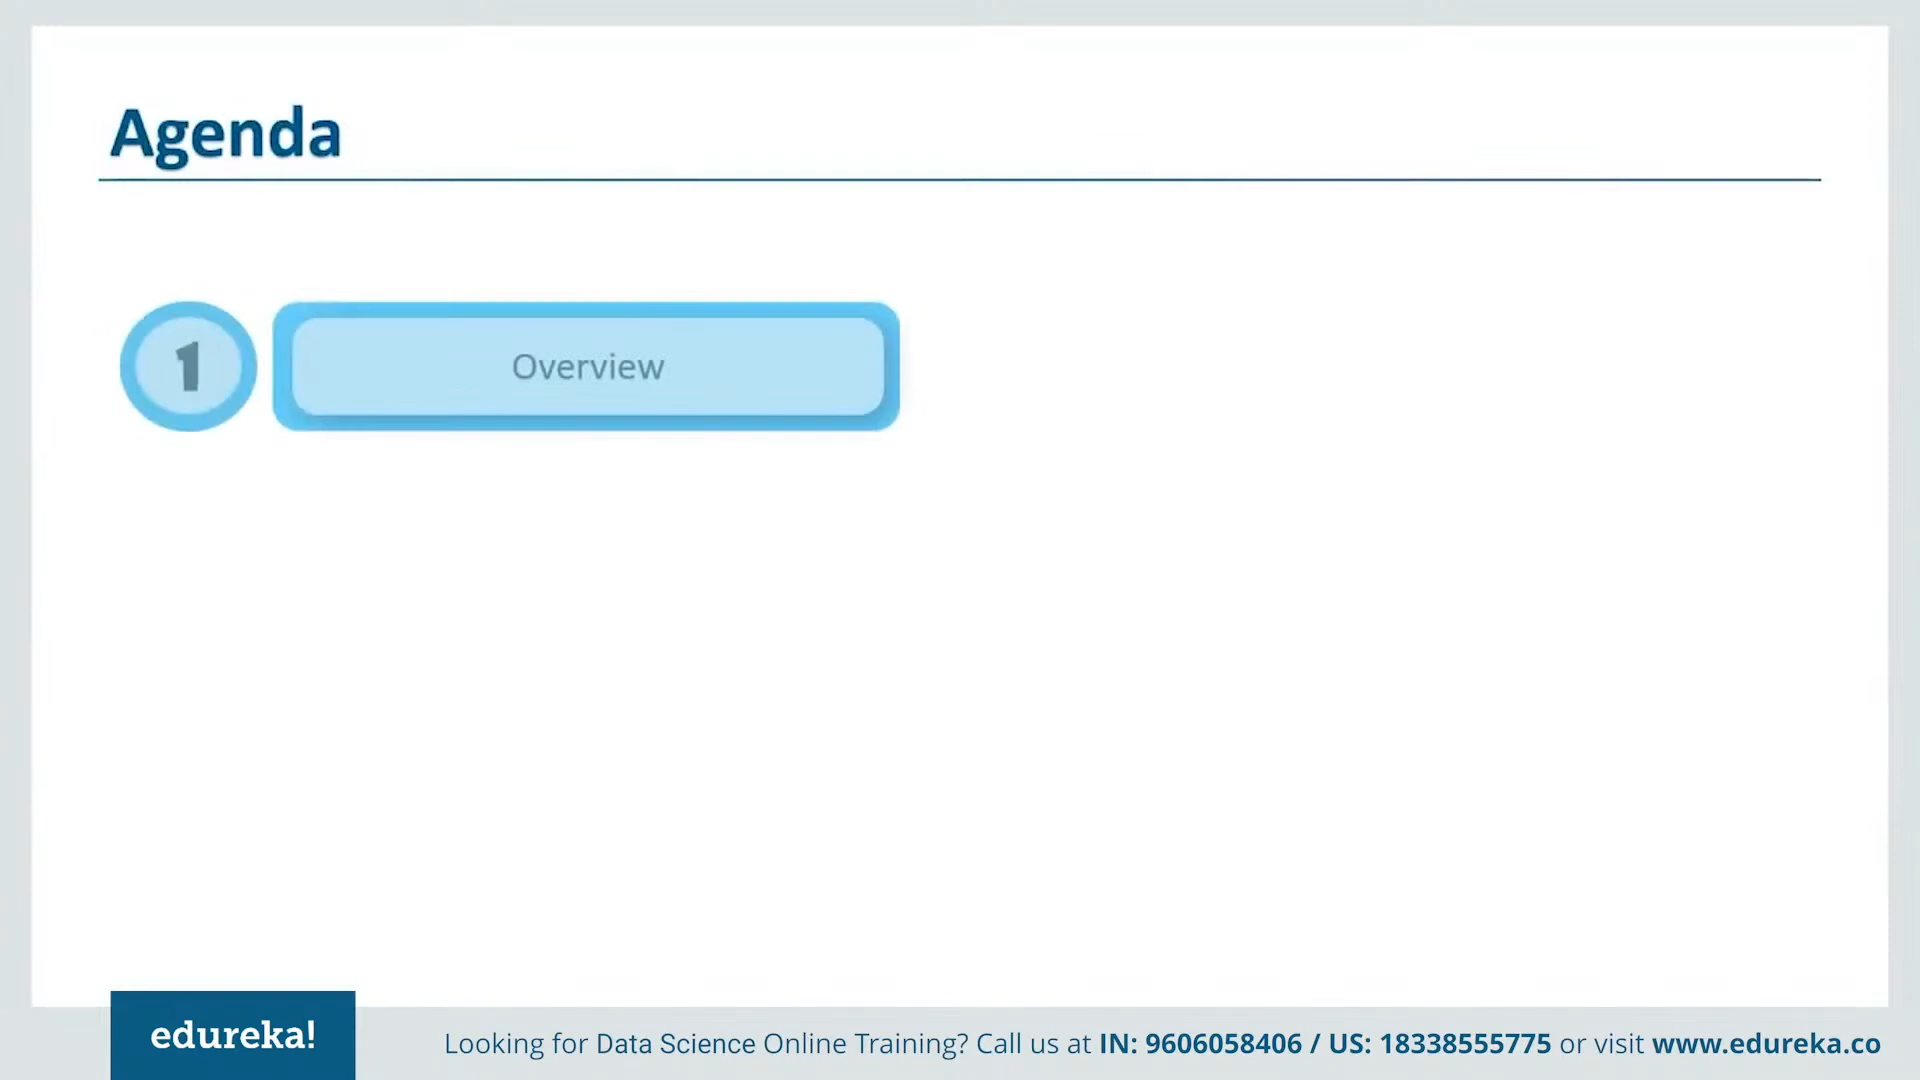 Agenda
1
Overview
edureka!
Looking for Data Science Online Training? Call us at IN: 9606058406 / US: 18338555775 or visit www.edureka.co